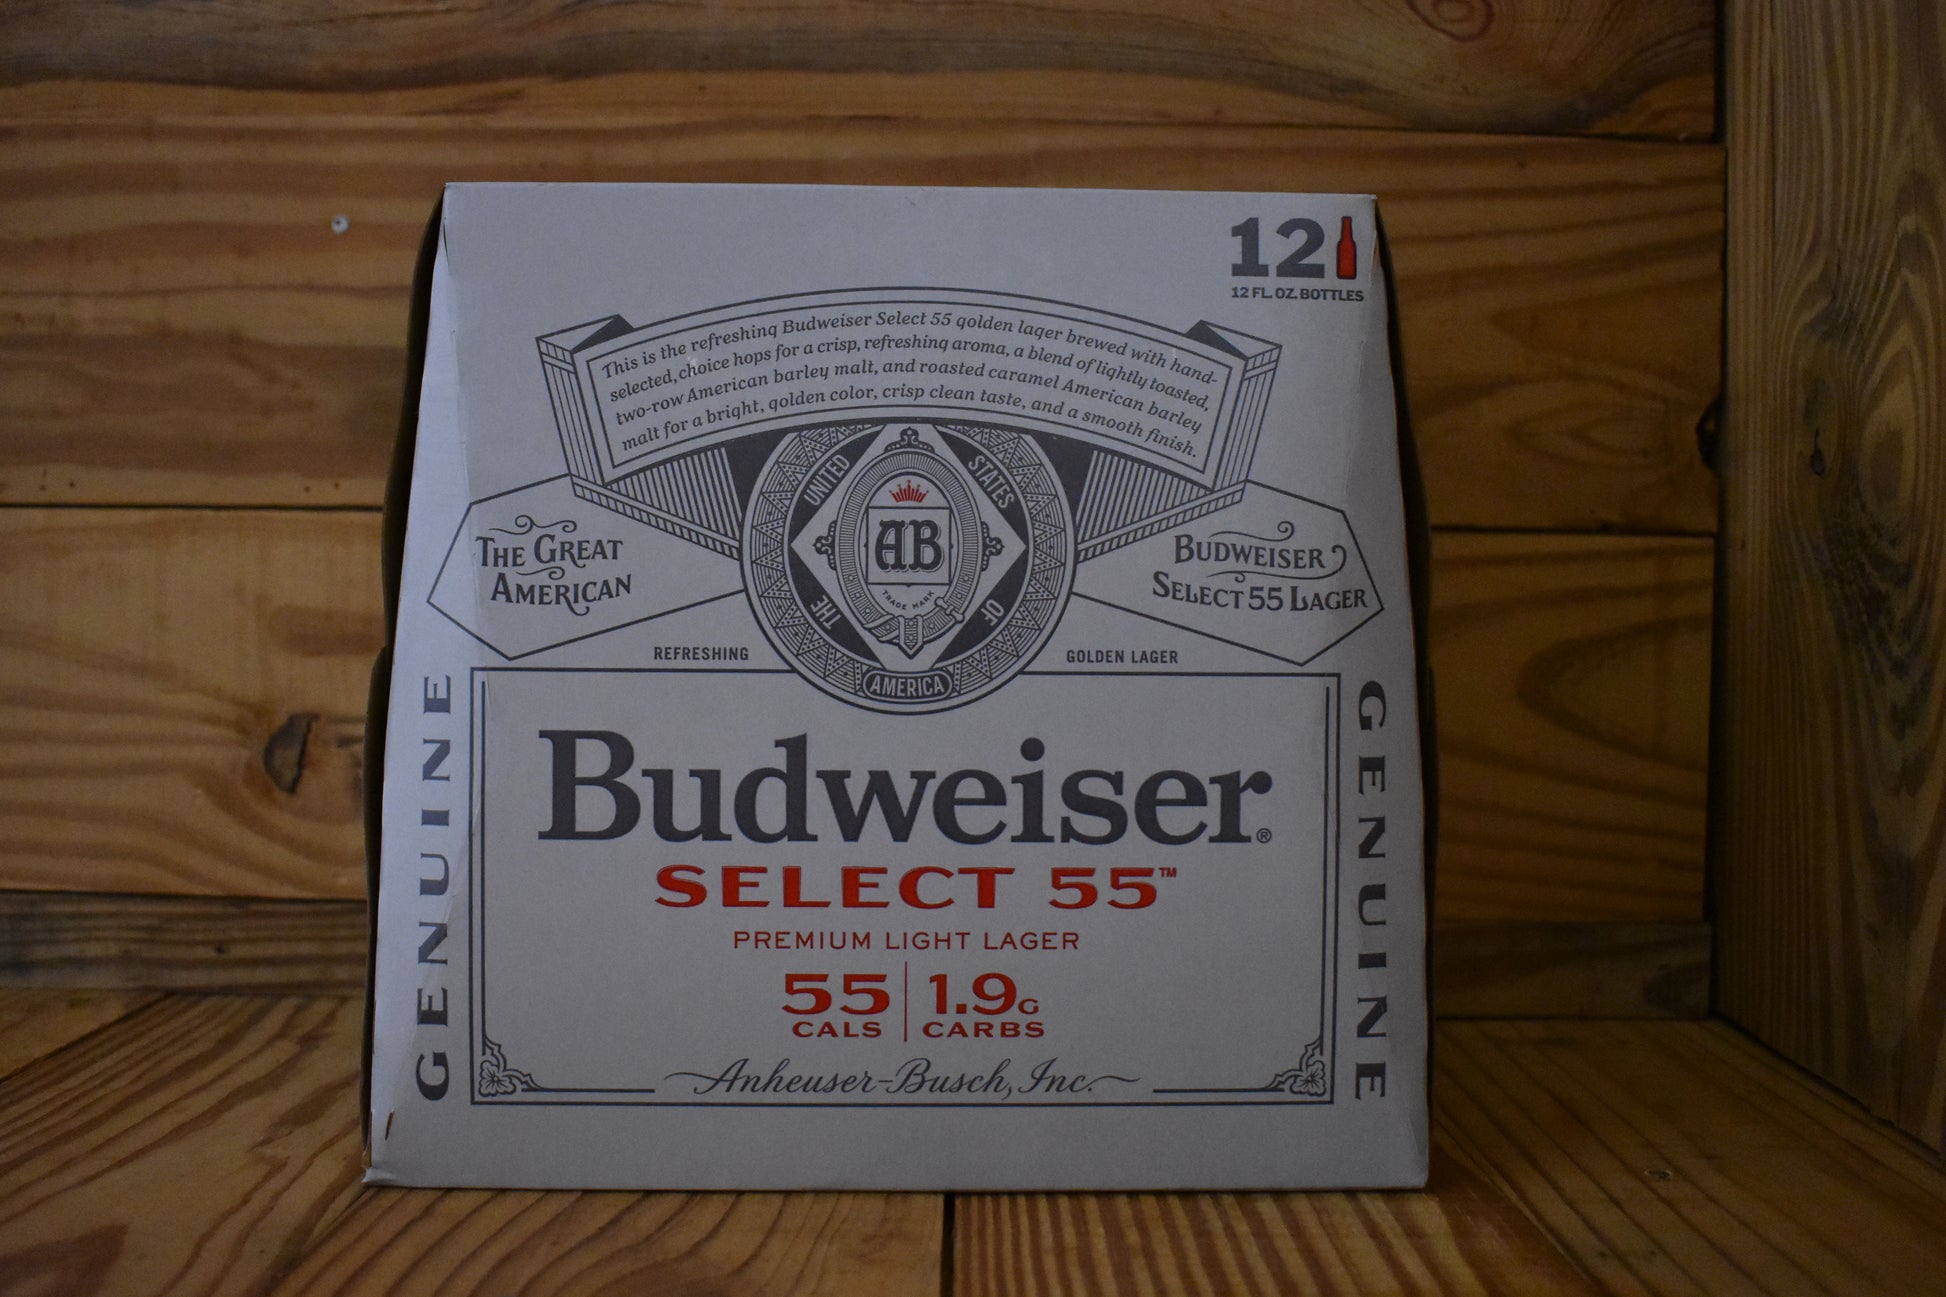 12
12 FL. OZ. BOTTLES
This is the refreshing Budweiser Select 55 golden lager brewed with hand-
selected, choice hops for a crisp, refreshing aroma, a blend of lightly toasted,
two-row American barley malt, and roasted caramel American barley
malt for a bright, golden color, crisp clean taste, and a smooth finish.
THE UNITED STATES OF
AMERICA
AB
TRADE MARK
THE GREAT
AMERICAN
BUDWEISER
SELECT 55 LAGER
REFRESHING
GOLDEN LAGER
GENUINE
GENUINE
Budweiser®
SELECT 55™
PREMIUM LIGHT LAGER
55 1.9G
CALS CARBS
Anheuser-Busch, Inc.